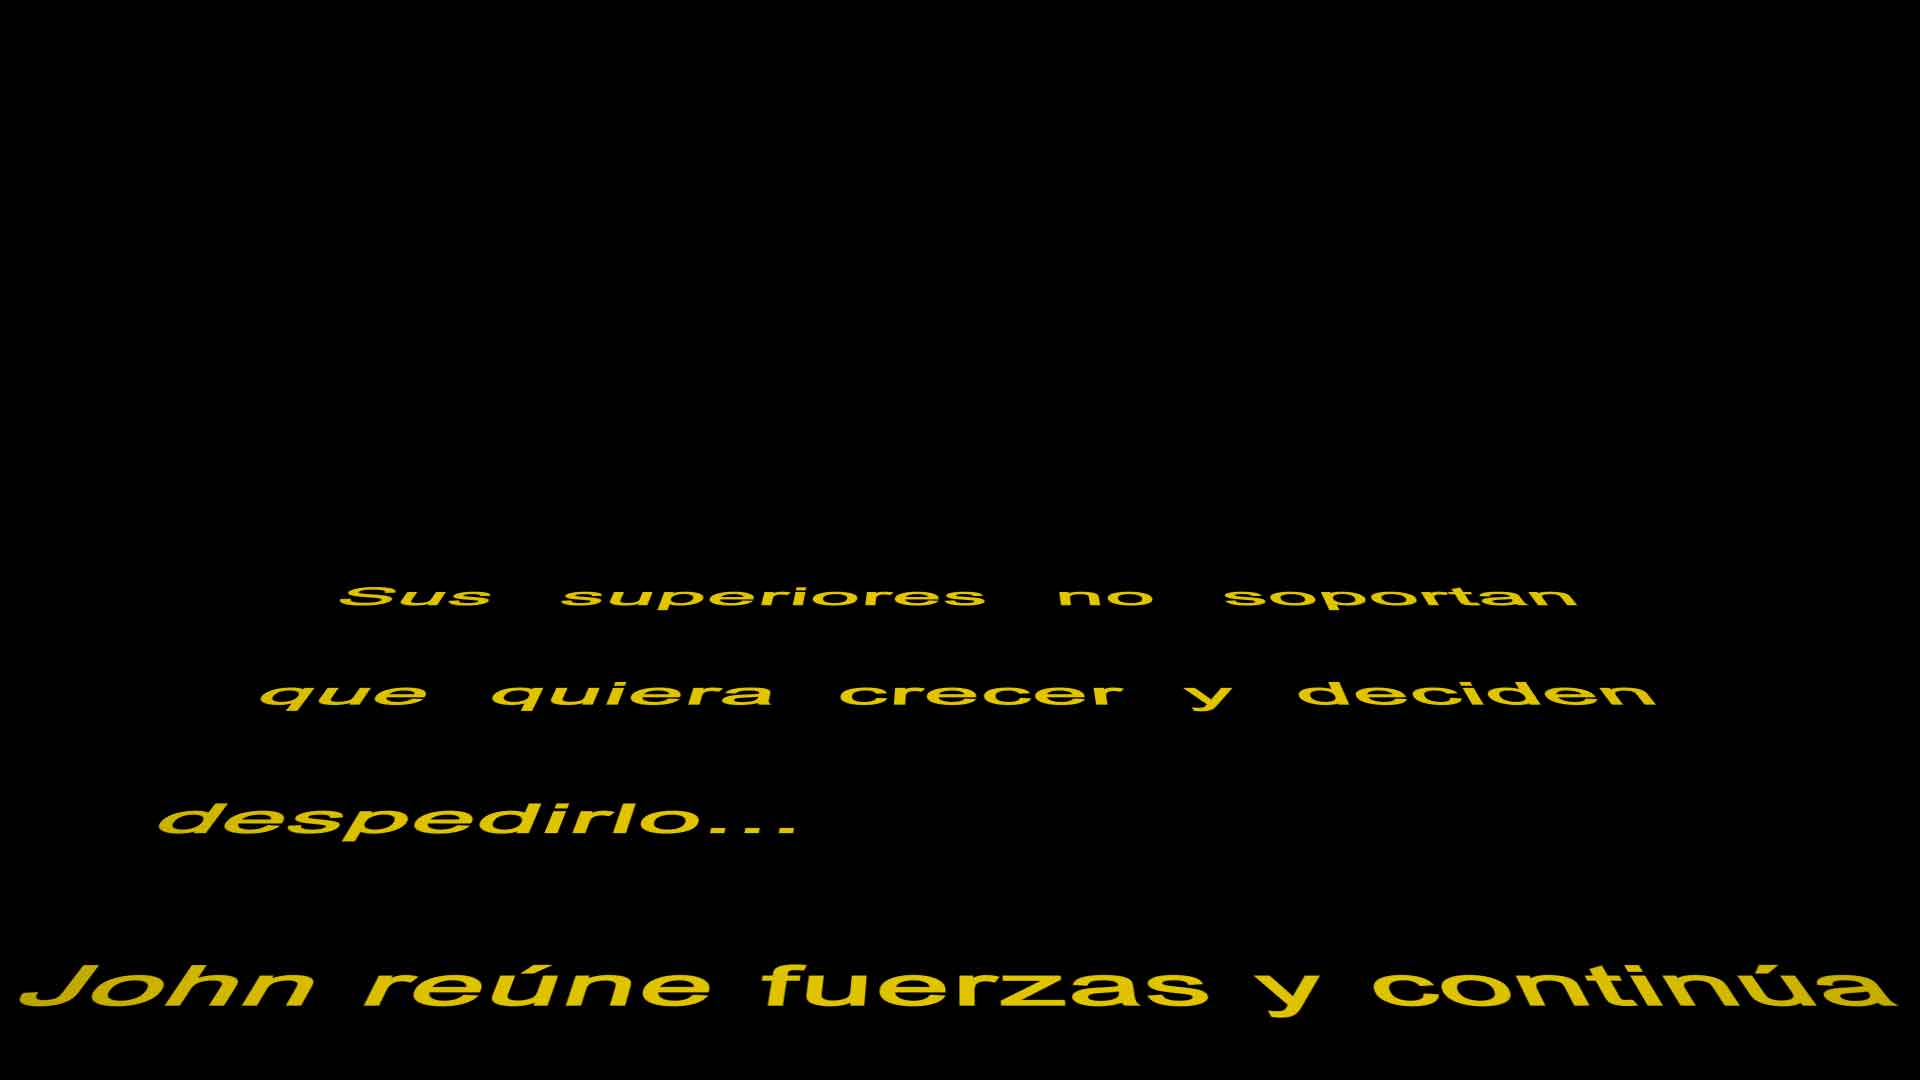 Sus superiores no soportan
que quiera crecer y deciden
despedirlo...
John reúne fuerzas y continúa